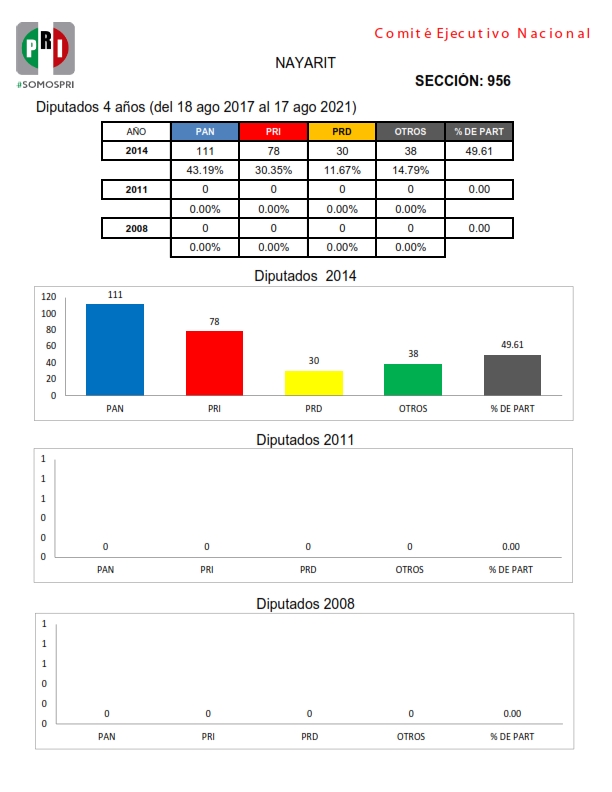 Comité Ejecutivo Nacional
PRI
#SOMOSPRI
NAYARIT
SECCIÓN: 956
Diputados 4 años (del 18 ago 2017 al 17 ago 2021)
AÑO PAN PRI PRD OTROS % DE PART
2014 111 78 30 38 49.61
43.19% 30.35% 11.67% 14.79%
2011 0 0 0 0 0.00
0.00% 0.00% 0.00% 0.00%
2008 0 0 0 0 0.00
0.00% 0.00% 0.00% 0.00%
Diputados 2014
120
100
80
60
40
20
0
111 78 30 38 49.61
PAN PRI PRD OTROS % DE PART
Diputados 2011
1
1
1
0
0
0
0 0 0 0 0.00
PAN PRI PRD OTROS % DE PART
Diputados 2008
1
1
1
0
0
0
0 0 0 0 0.00
PAN PRI PRD OTROS % DE PART